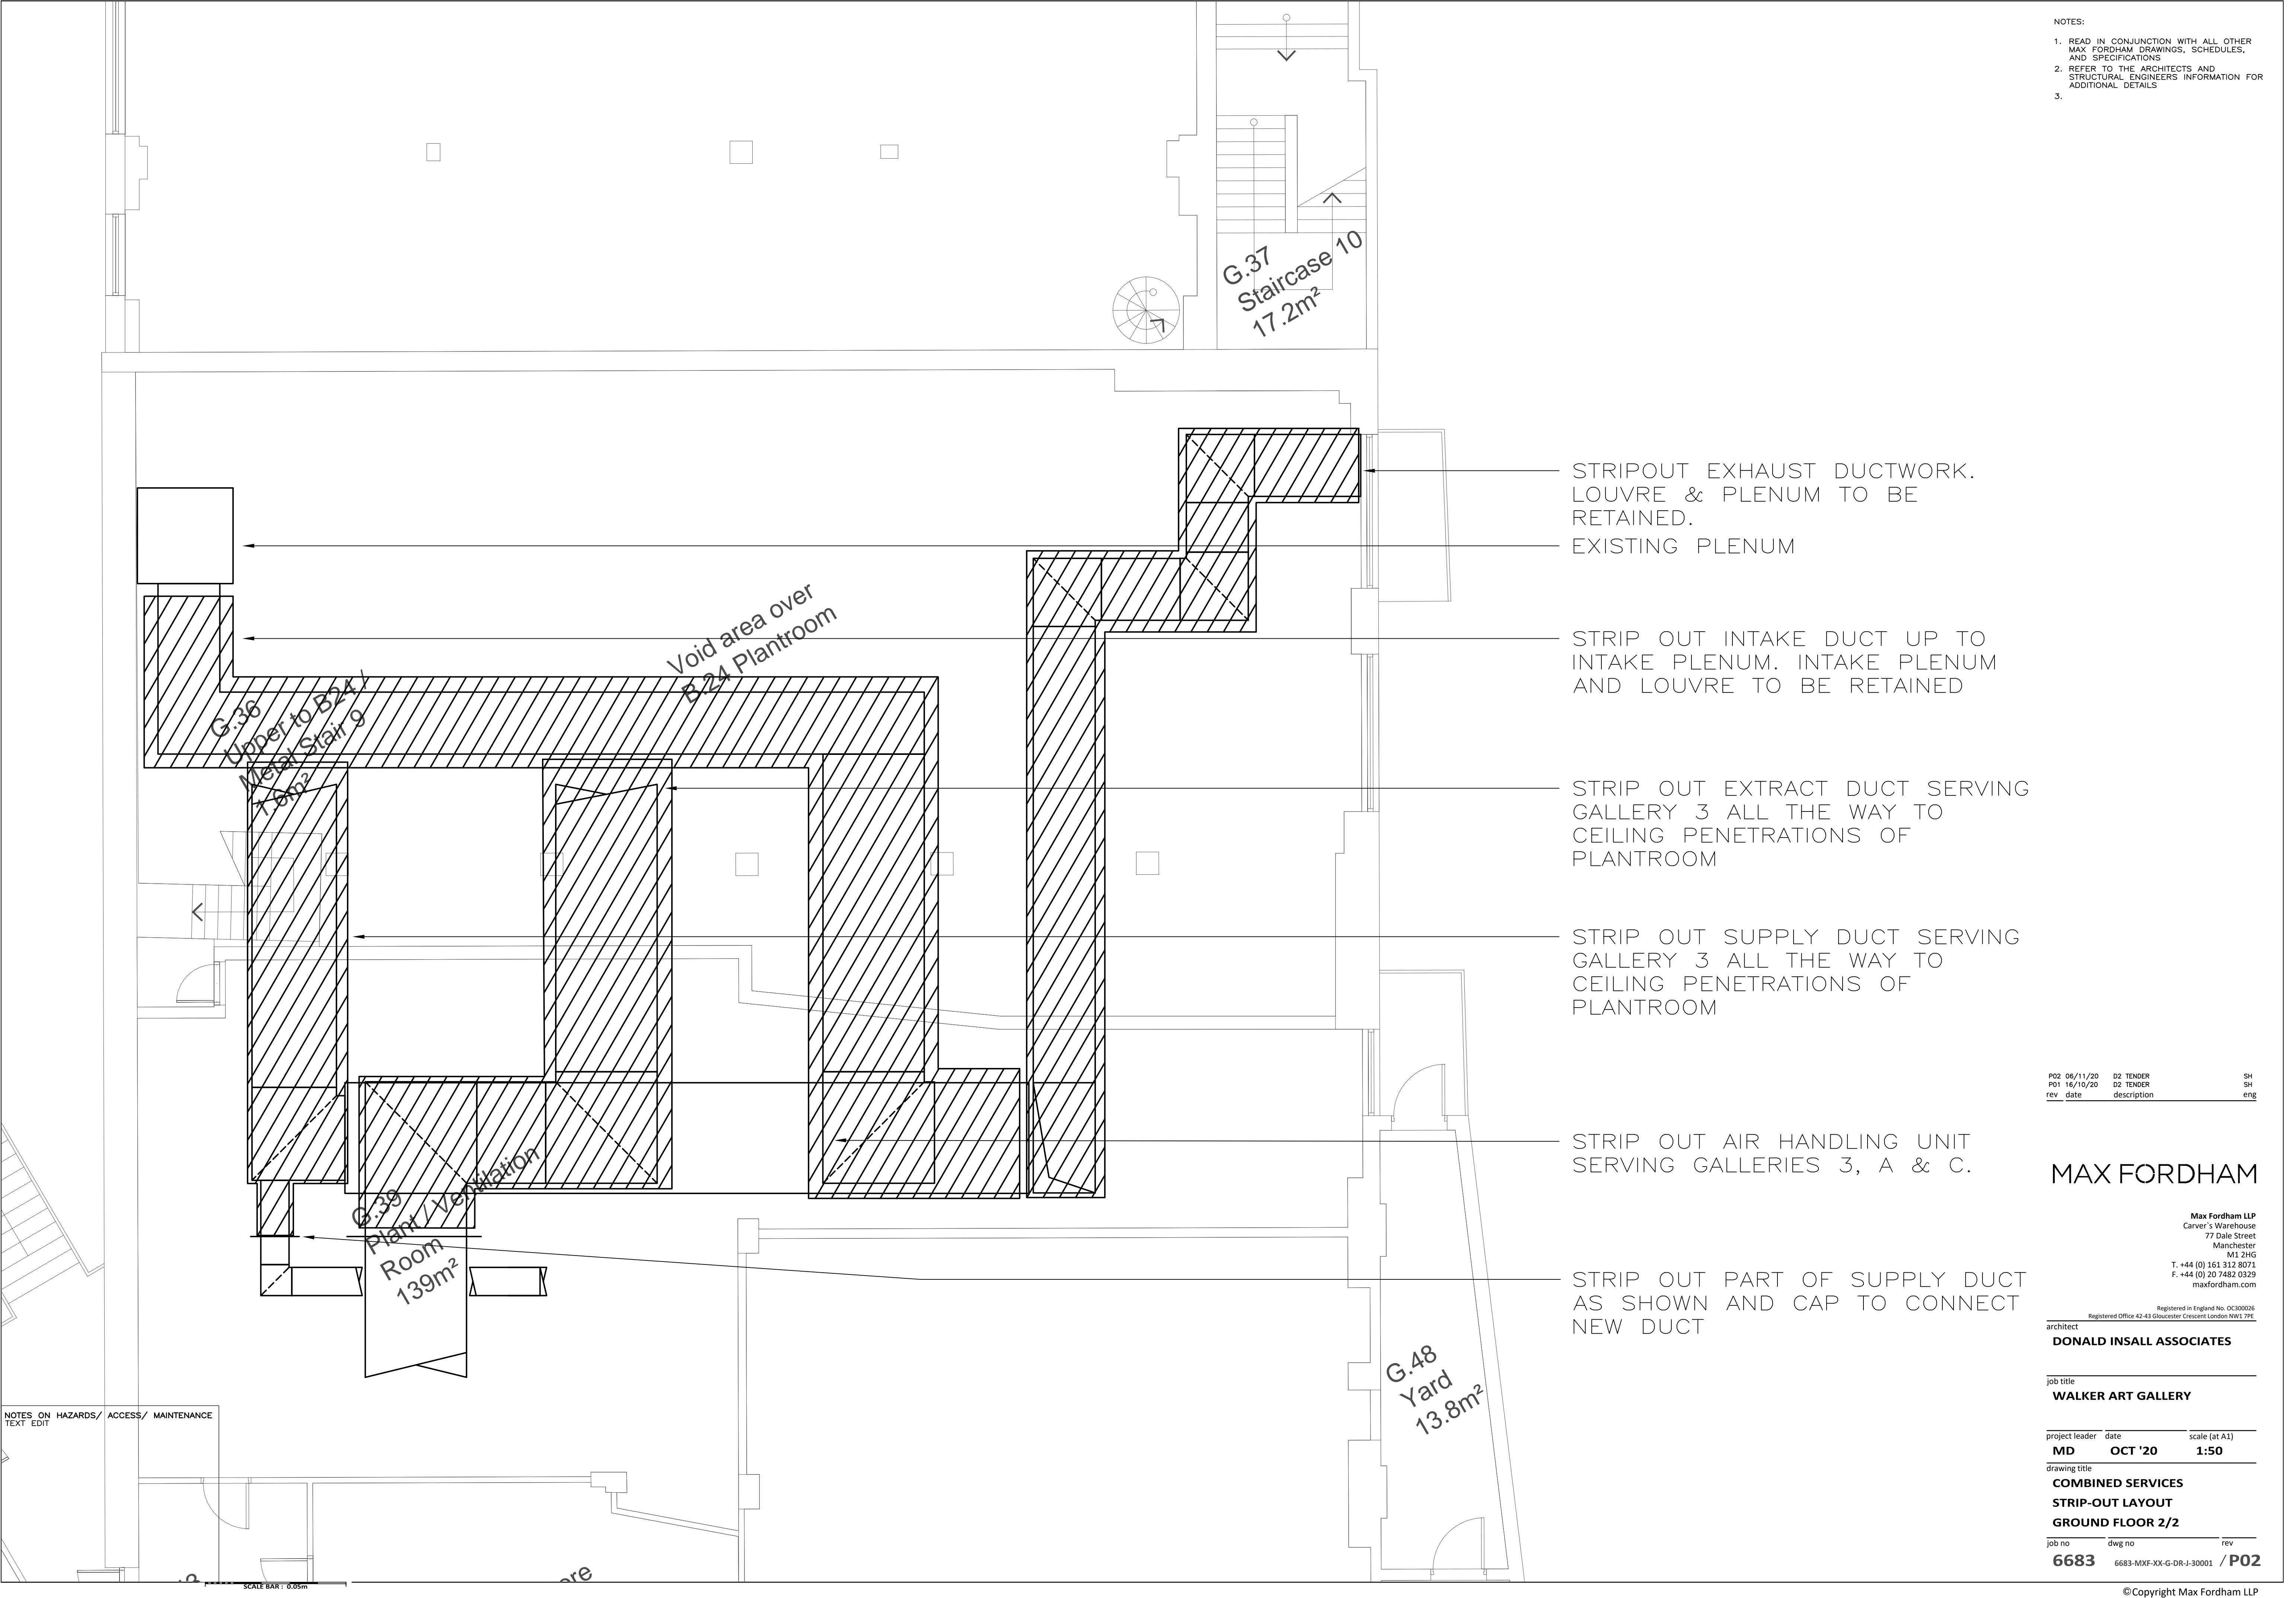 NOTES:
1. READ IN CONJUNCTION WITH ALL OTHER
MAX FORDHAM DRAWINGS, SCHEDULES,
AND SPECIFICATIONS
2. REFER TO THE ARCHITECTS AND
STRUCTURAL ENGINEERS INFORMATION FOR
ADDITIONAL DETAILS
3.
G.37
Staircase 10
17.2m²
STRIPOUT EXHAUST DUCTWORK.
LOUVRE & PLENUM TO BE
RETAINED.
EXISTING PLENUM
STRIP OUT INTAKE DUCT UP TO
INTAKE PLENUM. INTAKE PLENUM
AND LOUVRE TO BE RETAINED
Void area over
B.24 Plantroom
G.36
Upper to B24 /
Metal Stair 9
1.6m²
STRIP OUT EXTRACT DUCT SERVING
GALLERY 3 ALL THE WAY TO
CEILING PENETRATIONS OF
PLANTROOM
STRIP OUT SUPPLY DUCT SERVING
GALLERY 3 ALL THE WAY TO
CEILING PENETRATIONS OF
PLANTROOM
STRIP OUT AIR HANDLING UNIT
SERVING GALLERIES 3, A & C.
G.39
Plant / Ventilation
Room
139m²
STRIP OUT PART OF SUPPLY DUCT
AS SHOWN AND CAP TO CONNECT
NEW DUCT
G.48
Yard
13.8m²
NOTES ON HAZARDS/ ACCESS/ MAINTENANCE
TEXT EDIT
SCALE BAR : 0.05m
P02 06/11/20 D2 TENDER SH
P01 16/10/20 D2 TENDER SH
rev date description eng
MAX FORDHAM
Max Fordham LLP
Carver`s Warehouse
77 Dale Street
Manchester
M1 2HG
T. +44 (0) 161 312 8071
F. +44 (0) 20 7482 0329
maxfordham.com
Registered in England No. OC300026
Registered Office 42-43 Gloucester Crescent London NW1 7PE
architect
DONALD INSALL ASSOCIATES
job title
WALKER ART GALLERY
project leader date scale (at A1)
MD OCT '20 1:50
drawing title
COMBINED SERVICES
STRIP-OUT LAYOUT
GROUND FLOOR 2/2
job no dwg no rev
6683 6683-MXF-XX-G-DR-J-30001 / P02
©Copyright Max Fordham LLP